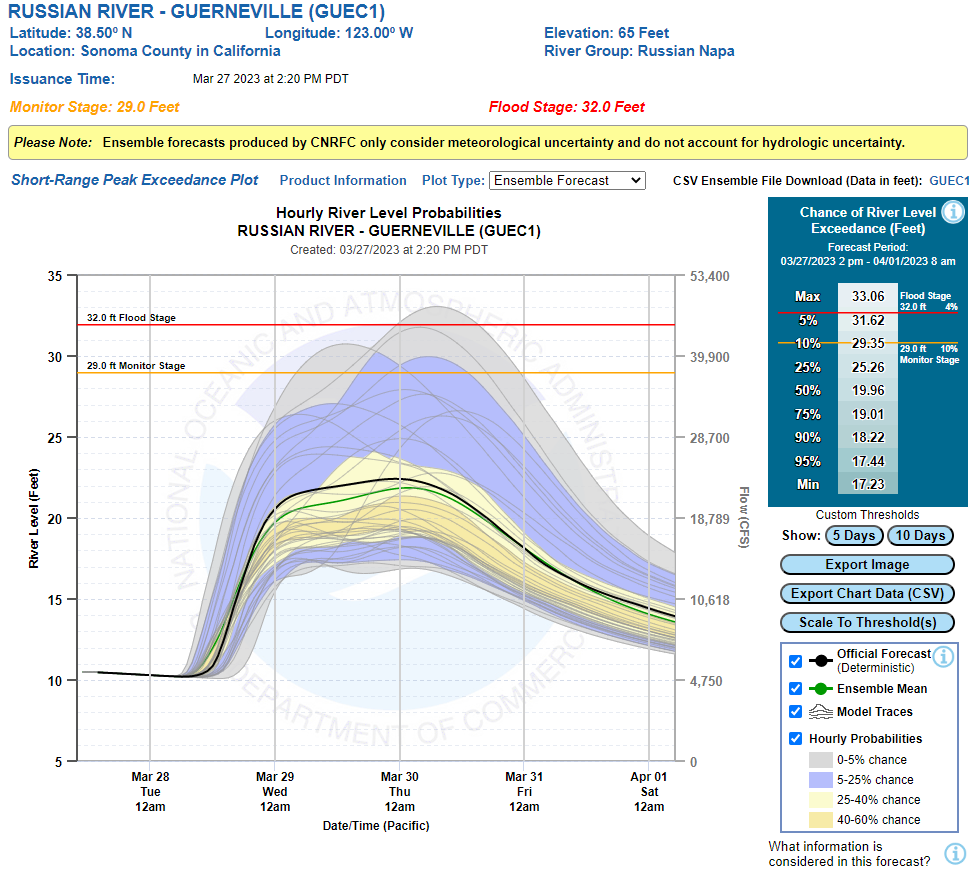 RUSSIAN RIVER - GUERNEVILLE (GUEC1)
Latitude: 38.50º N Longitude: 123.00º W Elevation: 65 Feet
Location: Sonoma County in California River Group: Russian Napa
Issuance Time: Mar 27 2023 at 2:20 PM PDT
Monitor Stage: 29.0 Feet Flood Stage: 32.0 Feet
Please Note: Ensemble forecasts produced by CNRFC only consider meteorological uncertainty and do not account for hydrologic uncertainty.
Short-Range Peak Exceedance Plot Product Information Plot Type: Ensemble Forecast CSV Ensemble File Download (Data in feet): GUEC1
Hourly River Level Probabilities
RUSSIAN RIVER - GUERNEVILLE (GUEC1)
Created: 03/27/2023 at 2:20 PM PDT
35 53,400
32.0 ft Flood Stage
30 39,900
29.0 ft Monitor Stage
25 28,700
20 18,789
15 10,618
10 4,750
5 0
River Level (Feet)
Flow (CFS)
NATIONAL OCEANIC AND ATMOSPHERIC ADMINISTR
DEPARTMENT OF COMMERC
Mar 28 Mar 29 Mar 30 Mar 31 Apr 01
Tue Wed Thu Fri Sat
12am 12am 12am 12am 12am
Date/Time (Pacific)
Chance of River Level
Exceedance (Feet)
Forecast Period:
03/27/2023 2 pm - 04/01/2023 8 am
Max 33.06
Flood Stage
32.0 ft 4%
5% 31.62
10% 29.35
29.0 ft 10%
Monitor Stage
25% 25.26
50% 19.96
75% 19.01
90% 18.22
95% 17.44
Min 17.23
Custom Thresholds
Show: 5 Days 10 Days
Export Image
Export Chart Data (CSV)
Scale To Threshold(s)
Official Forecast
(Deterministic)
Ensemble Mean
Model Traces
Hourly Probabilities
0-5% chance
5-25% chance
25-40% chance
40-60% chance
What information is
considered in this forecast?